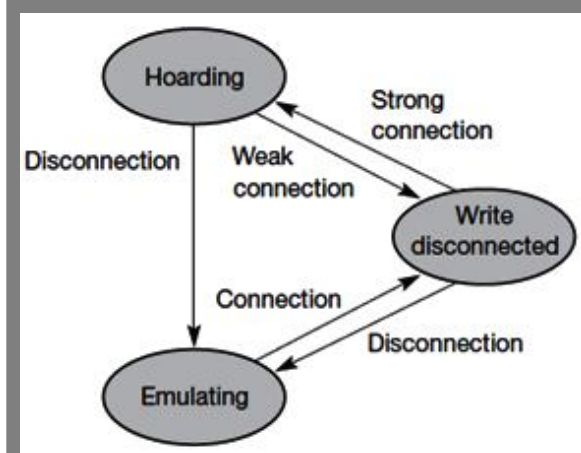 Hoarding
Strong
connection
Disconnection
Weak
connection
Write
disconnected
Connection
Disconnection
Emulating